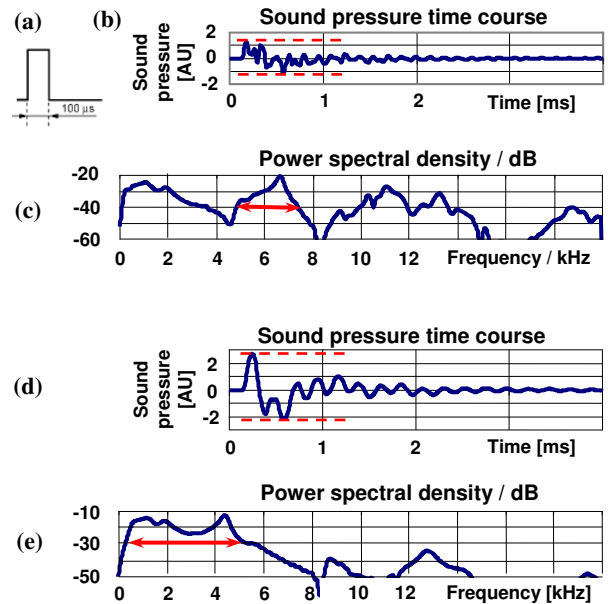 (a)
100 µs
(b)
Sound pressure time course
Sound pressure [AU]
2
0
-2
0 1 2 Time [ms]
(c)
Power spectral density / dB
-20
-40
-60
0 2 4 6 8 10 12 Frequency / kHz
(d)
Sound pressure time course
Sound pressure [AU]
2
0
-2
0 1 2 Time [ms]
(e)
Power spectral density / dB
-10
-30
-50
0 2 4 6 8 10 12 Frequency [kHz]